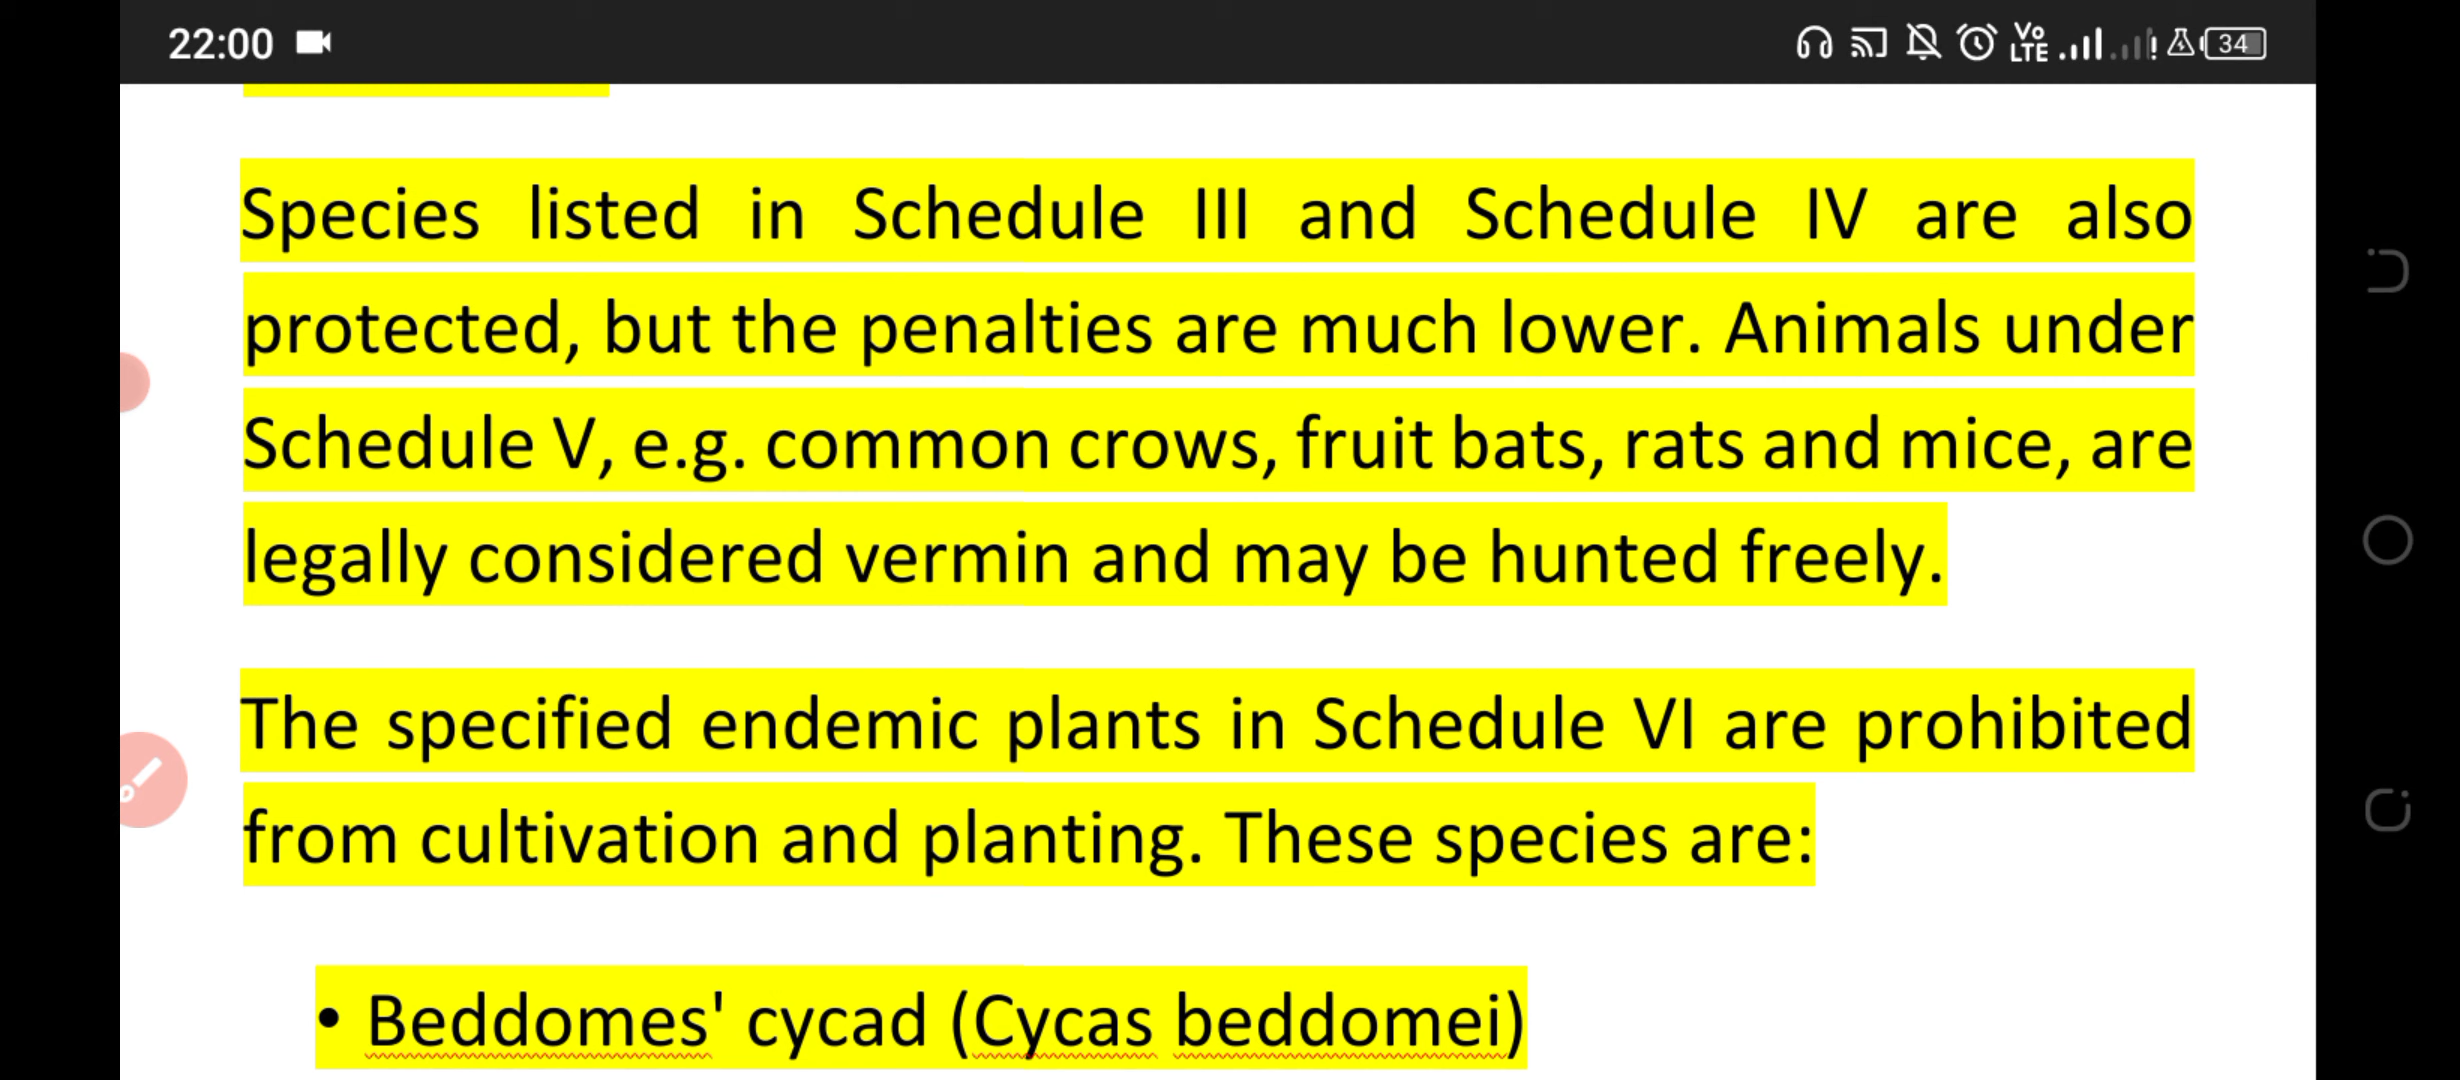 22:00 Vo LTE 34
Species listed in Schedule III and Schedule IV are also
protected, but the penalties are much lower. Animals under
Schedule V, e.g. common crows, fruit bats, rats and mice, are
legally considered vermin and may be hunted freely.
The specified endemic plants in Schedule VI are prohibited
from cultivation and planting. These species are:
• Beddomes' cycad (Cycas beddomei)